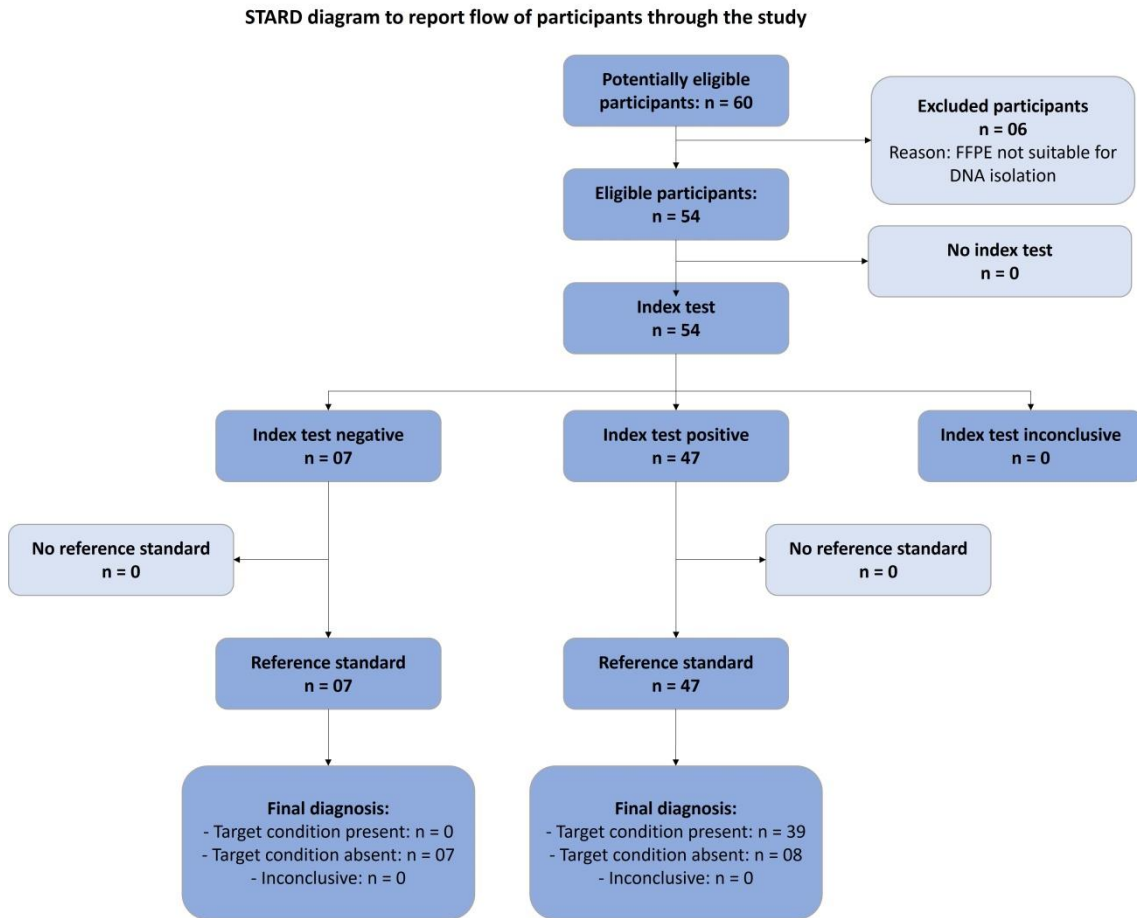 STARD diagram to report flow of participants through the study
Potentially eligible
participants: n = 60
Excluded participants
n = 06
Reason: FFPE not suitable for
DNA isolation
Eligible participants:
n = 54
No index test
n = 0
Index test
n = 54
Index test negative
n = 07
Index test positive
n = 47
Index test inconclusive
n = 0
No reference standard
n = 0
No reference standard
n = 0
Reference standard
n = 07
Reference standard
n = 47
Final diagnosis:
- Target condition present: n = 0
- Target condition absent: n = 07
- Inconclusive: n = 0
Final diagnosis:
- Target condition present: n = 39
- Target condition absent: n = 08
- Inconclusive: n = 0